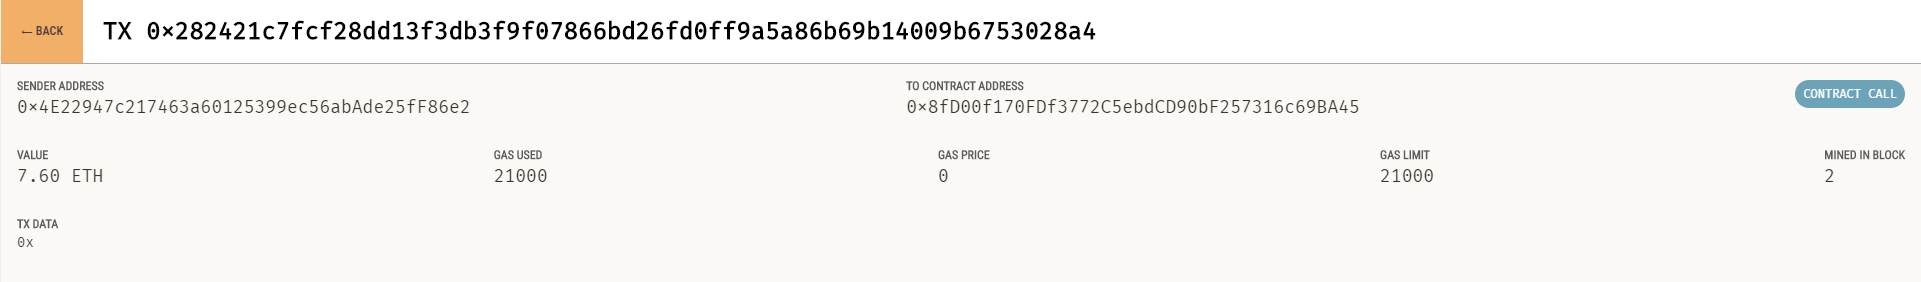 ← BACK
TX 0×282421c7fcf28dd13f3db3f9f07866bd26fd0ff9a5a86b69b14009b6753028a4
SENDER ADDRESS
0×4E22947c217463a60125399ec56abAde25fF86e2
TO CONTRACT ADDRESS
0×8fD00f170FDf3772C5ebdCD90bF257316c69BA45
CONTRACT CALL
VALUE
7.60 ETH
GAS USED
21000
GAS PRICE
0
GAS LIMIT
21000
MINED IN BLOCK
2
TX DATA
0x